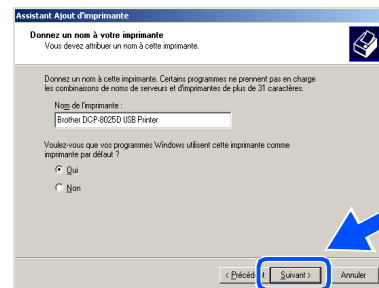 Assistant Ajout d'imprimante
Donnez un nom à votre imprimante
Vous devez attribuer un nom à cette imprimante.
Donnez un nom à cette imprimante. Certains programmes ne prennent pas en charge
les combinaisons de noms de serveurs et d'imprimantes de plus de 31 caractères.
Nom de l'imprimante :
Brother DCP-8025D USB Printer
Voulez-vous que vos programmes Windows utilisent cette imprimante comme
imprimante par défaut ?
Oui
Non
< Précédent Suivant > Annuler